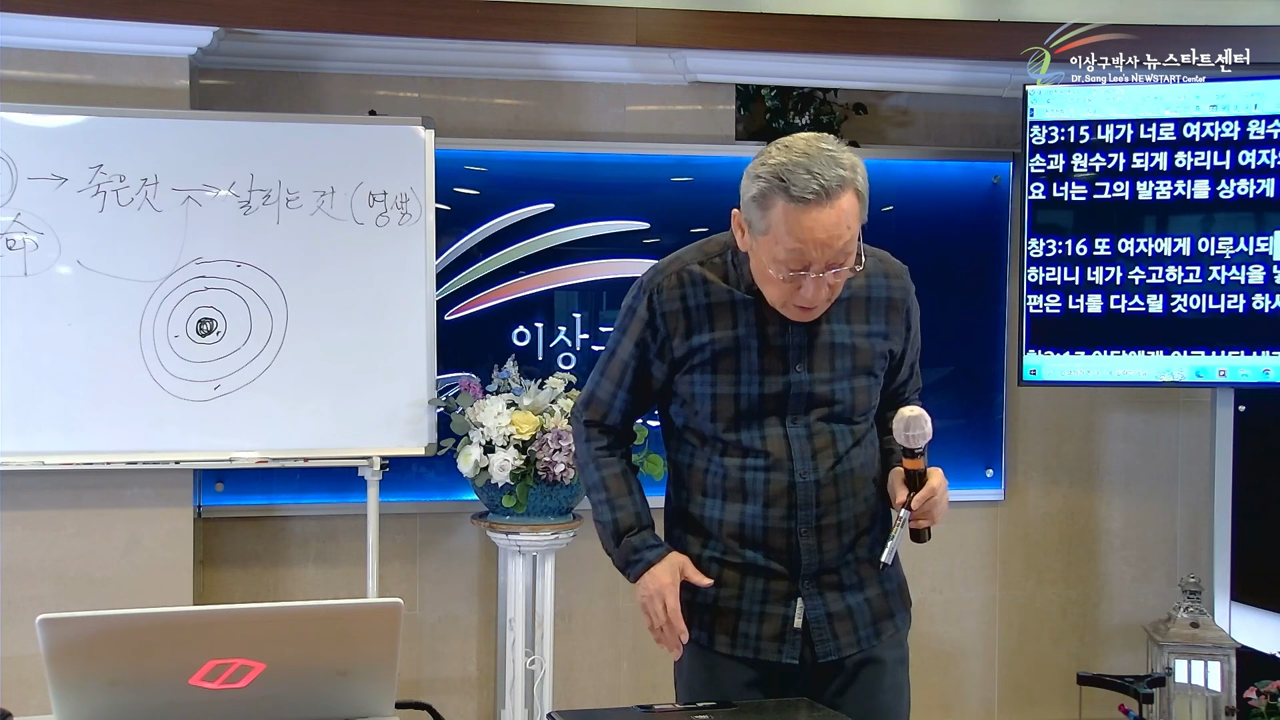 이상구박사 뉴스타트센터
Dr. Sang Lee's NEWSTART Center
→ 죽은것 → 살리는 것 (명생)
命
이상구
창3:15 내가 너로 여자와 원수
손과 원수가 되게 하리니 여자의
요 너는 그의 발꿈치를 상하게
창3:16 또 여자에게 이르시되
하리니 네가 수고하고 자식을
편은 너를 다스릴 것이니라 하시